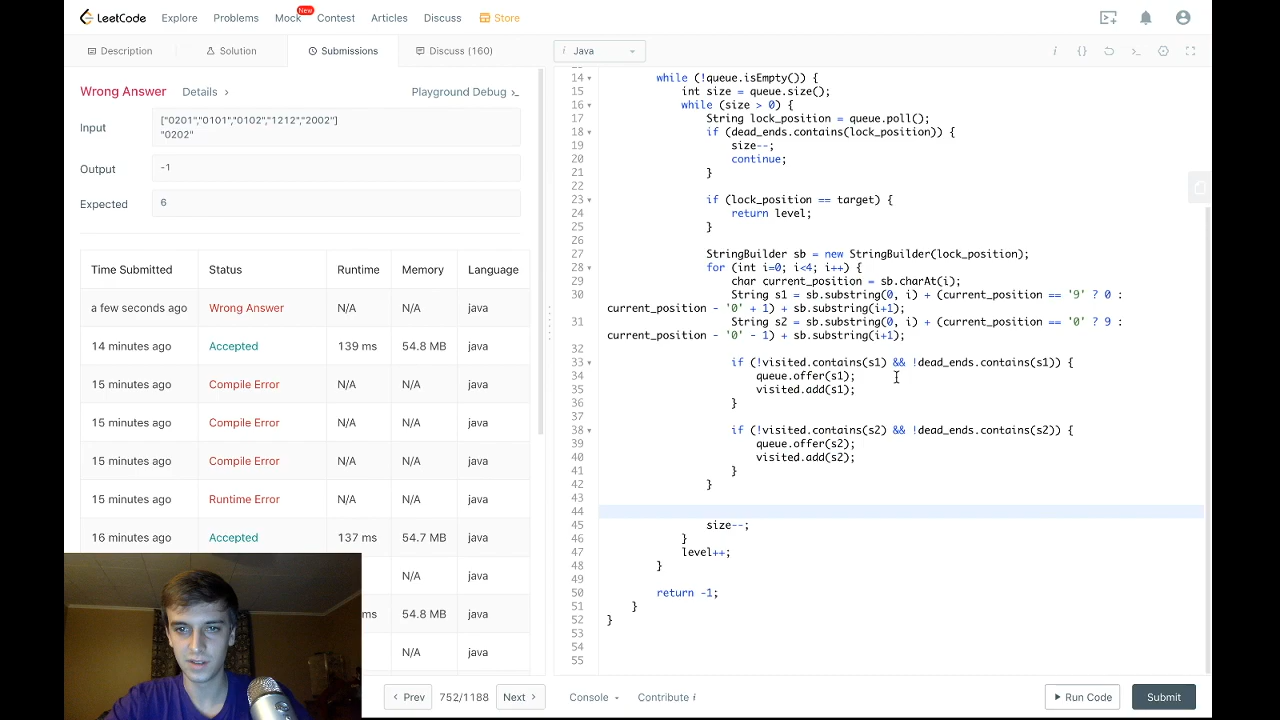 LeetCode
Explore
Problems
Mock
New
Contest
Articles
Discuss
Store
Description
Solution
Submissions
Discuss (160)
i Java
Wrong Answer
Details >
Playground Debug >_
Input
["0201","0101","0102","1212","2002"]
"0202"
Output
-1
Expected
6
Time Submitted Status Runtime Memory Language
a few seconds ago Wrong Answer N/A N/A java
14 minutes ago Accepted 139 ms 54.8 MB java
15 minutes ago Compile Error N/A N/A java
15 minutes ago Compile Error N/A N/A java
15 minutes ago Compile Error N/A N/A java
15 minutes ago Runtime Error N/A N/A java
16 minutes ago Accepted 137 ms 54.7 MB java
N/A java
ms 54.8 MB java
N/A java
14 while (!queue.isEmpty()) {
15 int size = queue.size();
16 while (size > 0) {
17 String lock_position = queue.poll();
18 if (dead_ends.contains(lock_position)) {
19 size--;
20 continue;
21 }
22
23 if (lock_position == target) {
24 return level;
25 }
26
27 StringBuilder sb = new StringBuilder(lock_position);
28 for (int i=0; i<4; i++) {
29 char current_position = sb.charAt(i);
30 String s1 = sb.substring(0, i) + (current_position == '9' ? 0 :
current_position - '0' + 1) + sb.substring(i+1);
31 String s2 = sb.substring(0, i) + (current_position == '0' ? 9 :
current_position - '0' - 1) + sb.substring(i+1);
32
33 if (!visited.contains(s1) && !dead_ends.contains(s1)) {
34 queue.offer(s1);
35 visited.add(s1);
36 }
37
38 if (!visited.contains(s2) && !dead_ends.contains(s2)) {
39 queue.offer(s2);
40 visited.add(s2);
41 }
42 }
43
44
45 size--;
46 }
47 level++;
48 }
49
50 return -1;
51 }
52 }
53
54
55
< Prev
752/1188
Next >
Console
Contribute i
Run Code
Submit